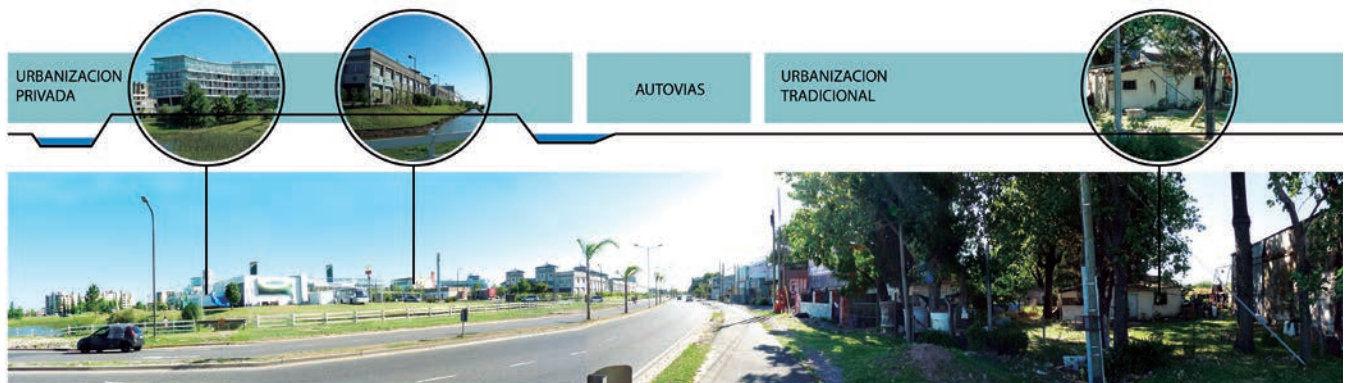 URBANIZACION
PRIVADA
AUTOVIAS
URBANIZACION
TRADICIONAL